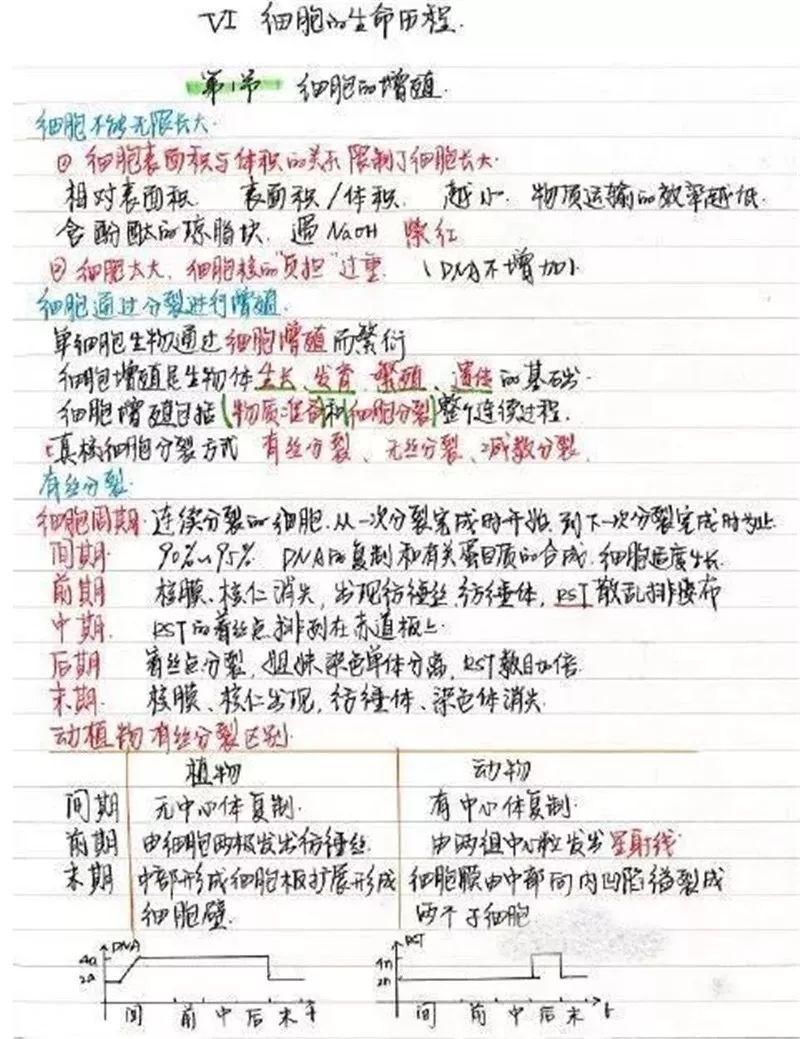 VI 细胞的生命历程.
第1节 细胞的增殖.
细胞不能无限长大.
① 细胞表面积与体积的关系限制了细胞长大.
相对表面积. 表面积/体积. 越小. 物质运输的效率越低.
含酚酞的琼脂块. 遇NaOH 紫红
② 细胞太大, 细胞核的"负担"过重. (DNA不增加).
细胞通过分裂进行增殖.
单细胞生物通过细胞增殖而繁衍
细胞增殖是生物体生长、发育、繁殖、遗传的基础.
细胞增殖包括(物质准备)和(细胞分裂)整个连续过程.
真核细胞分裂方式 有丝分裂、无丝分裂、减数分裂.
有丝分裂.
细胞周期. 连续分裂的细胞. 从一次分裂完成时开始, 到下一次分裂完成时为止
间期. 90%~95% DNA的复制和有关蛋白质的合成. 细胞适度生长.
前期 核膜、核仁消失, 出现纺锤丝, 纺锤体, RST散乱排布
中期. RST的着丝点排列在赤道板上.
后期 着丝点分裂, 姐妹染色单体分离, RST数目加倍.
末期. 核膜、核仁出现, 纺锤体、染色体消失.
动植物有丝分裂区别.
植物 动物
间期 无中心体复制. 有中心体复制.
前期 由细胞两极发出纺锤丝. 由两组中心粒发出星射线
末期 中部形成细胞板扩展形成 细胞膜由中部向内凹陷缢裂成
细胞壁. 两个子细胞.
DNA RST
4a 4n
2a 2n
间 前 中 后 末 t 间 前 中 后 末 t